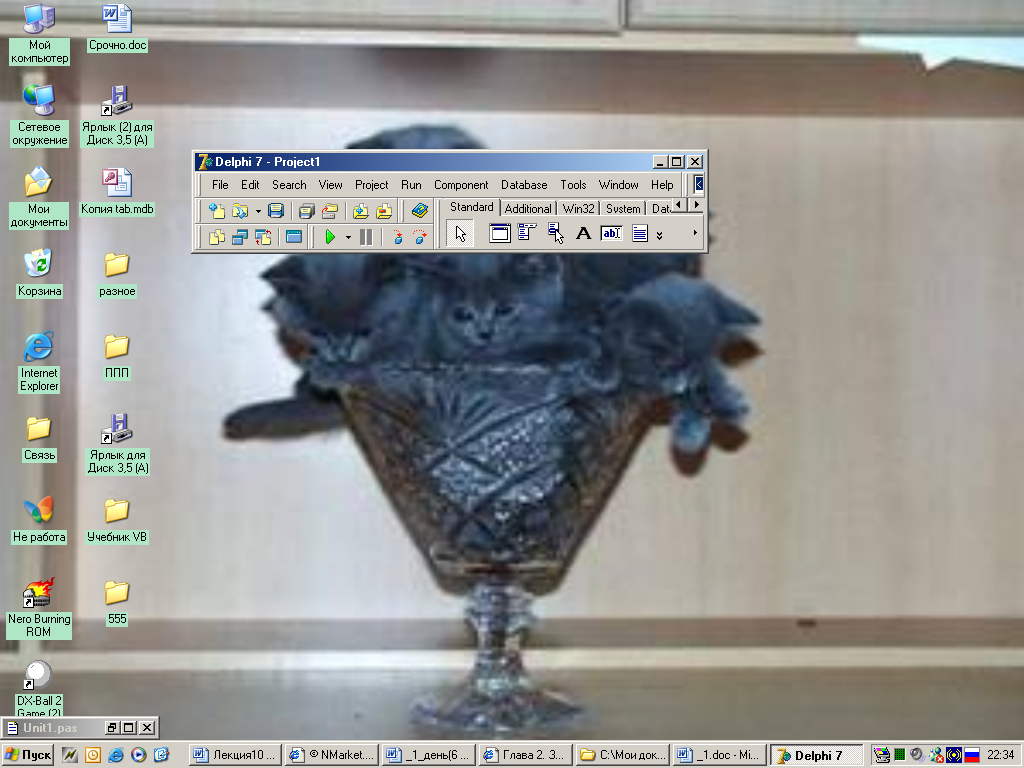 Мой
компьютер
Срочно.doc
Сетевое
окружение
Ярлык (2) для
Диск 3,5 (A)
Мои
документы
Копия tab.mdb
Корзина
разное
Internet
Explorer
ППП
Связь
Ярлык для
Диск 3,5 (A)
Не работа
Учебник VB
Nero Burning
ROM
555
DX-Ball 2
Game (2)
Delphi 7 - Project1
File Edit Search View Project Run Component Database Tools Window Help
Standard Additional Win32 System Dat
A ab
Unit1.pas
Пуск Лекция10 ... © NMarket.... _1_день(6 ... Глава 2. З... C:\Мои док... _1.doc - Mi... Delphi 7 22:34